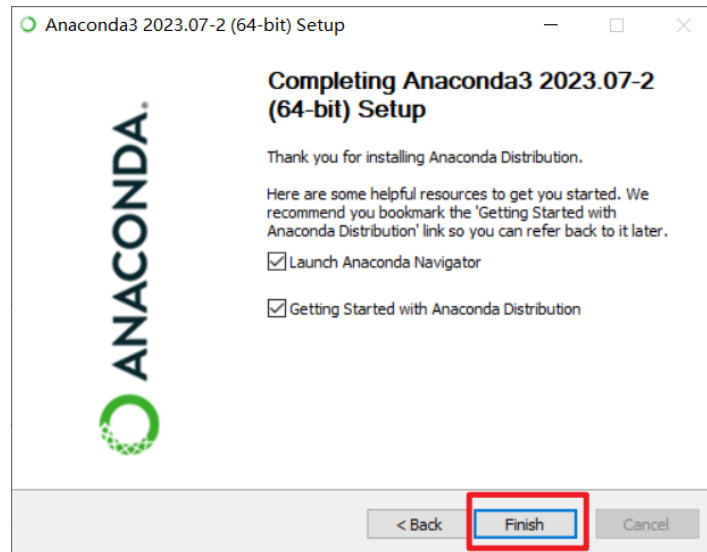 Anaconda3 2023.07-2 (64-bit) Setup
ANACONDA.
Completing Anaconda3 2023.07-2
(64-bit) Setup
Thank you for installing Anaconda Distribution.
Here are some helpful resources to get you started. We
recommend you bookmark the 'Getting Started with
Anaconda Distribution' link so you can refer back to it later.
Launch Anaconda Navigator
Getting Started with Anaconda Distribution
< Back Finish Cancel